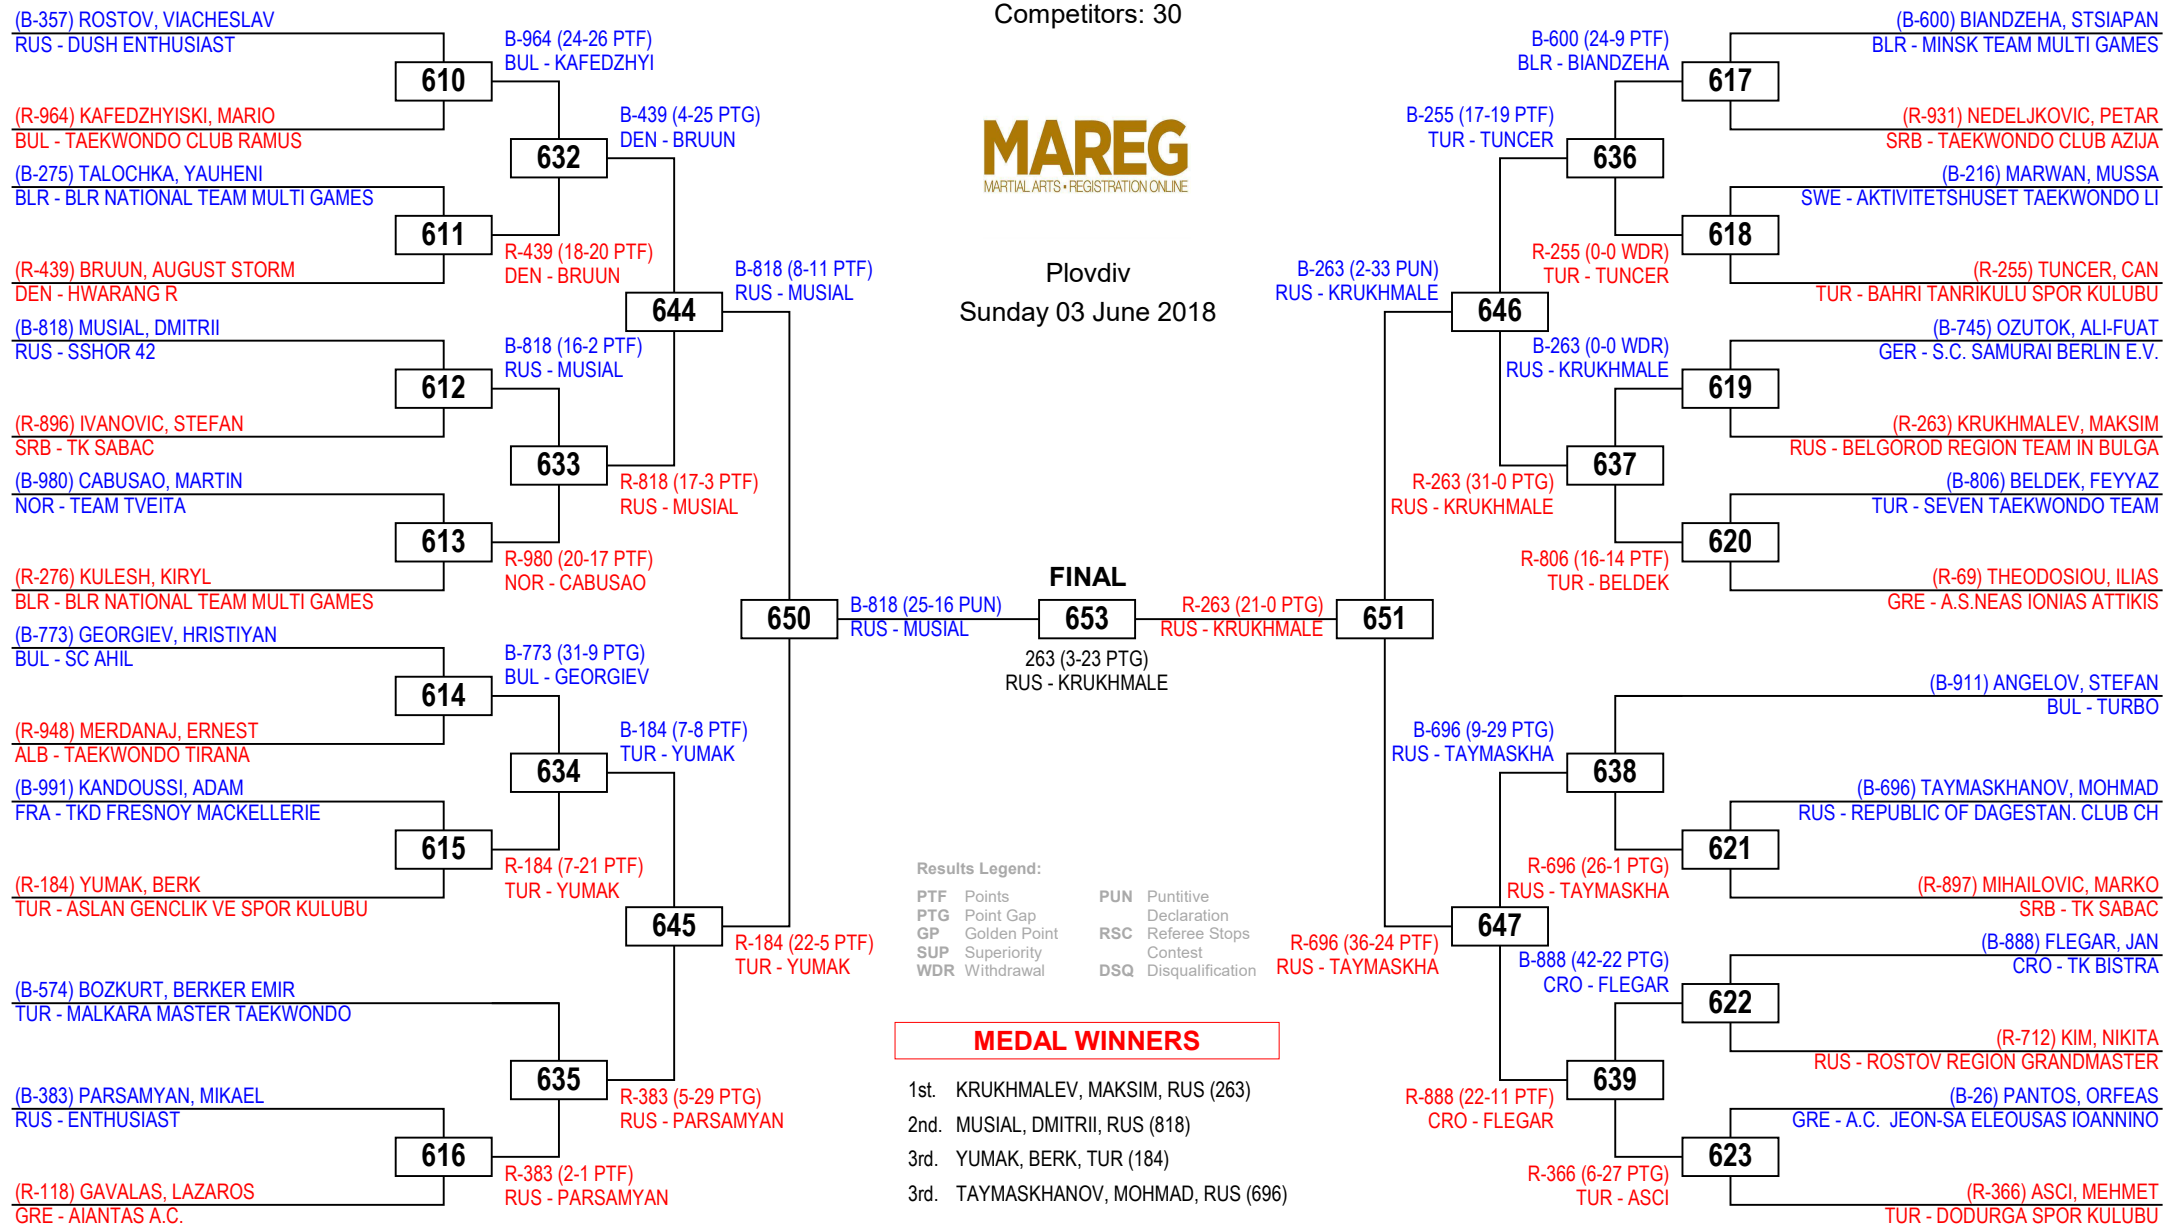 Competitors: 30
(B-357) ROSTOV, VIACHESLAV
RUS - DUSH ENTHUSIAST
610
(R-964) KAFEDZHYISKI, MARIO
BUL - TAEKWONDO CLUB RAMUS
(B-275) TALOCHKA, YAUHENI
BLR - BLR NATIONAL TEAM MULTI GAMES
611
(R-439) BRUUN, AUGUST STORM
DEN - HWARANG R
(B-818) MUSIAL, DMITRII
RUS - SSHOR 42
612
(R-896) IVANOVIC, STEFAN
SRB - TK SABAC
(B-980) CABUSAO, MARTIN
NOR - TEAM TVEITA
613
(R-276) KULESH, KIRYL
BLR - BLR NATIONAL TEAM MULTI GAMES
(B-773) GEORGIEV, HRISTIYAN
BUL - SC AHIL
614
(R-948) MERDANAJ, ERNEST
ALB - TAEKWONDO TIRANA
(B-991) KANDOUSSI, ADAM
FRA - TKD FRESNOY MACKELLERIE
615
(R-184) YUMAK, BERK
TUR - ASLAN GENCLIK VE SPOR KULUBU
(B-574) BOZKURT, BERKER EMIR
TUR - MALKARA MASTER TAEKWONDO
(B-383) PARSAMYAN, MIKAEL
RUS - ENTHUSIAST
616
(R-118) GAVALAS, LAZAROS
GRE - AIANTAS A.C.
B-964 (24-26 PTF)
BUL - KAFEDZHYI
632
R-439 (18-20 PTF)
DEN - BRUUN
B-818 (16-2 PTF)
RUS - MUSIAL
633
R-980 (20-17 PTF)
NOR - CABUSAO
B-773 (31-9 PTG)
BUL - GEORGIEV
634
R-184 (7-21 PTF)
TUR - YUMAK
635
R-383 (2-1 PTF)
RUS - PARSAMYAN
B-439 (4-25 PTG)
DEN - BRUUN
644
R-818 (17-3 PTF)
RUS - MUSIAL
B-184 (7-8 PTF)
TUR - YUMAK
645
R-383 (5-29 PTG)
RUS - PARSAMYAN
B-818 (8-11 PTF)
RUS - MUSIAL
650
R-184 (22-5 PTF)
TUR - YUMAK
MAREG
MARTIAL ARTS • REGISTRATION ONLINE
Plovdiv
Sunday 03 June 2018
FINAL
B-818 (25-16 PUN)
RUS - MUSIAL
653
R-263 (21-0 PTG)
RUS - KRUKHMALE
263 (3-23 PTG)
RUS - KRUKHMALE
Results Legend:
PTF Points
PTG Point Gap
GP Golden Point
SUP Superiority
WDR Withdrawal
PUN Puntitive
Declaration
RSC Referee Stops
Contest
DSQ Disqualification
MEDAL WINNERS
1st. KRUKHMALEV, MAKSIM, RUS (263)
2nd. MUSIAL, DMITRII, RUS (818)
3rd. YUMAK, BERK, TUR (184)
3rd. TAYMASKHANOV, MOHMAD, RUS (696)
B-263 (2-33 PUN)
RUS - KRUKHMALE
651
R-696 (36-24 PTF)
RUS - TAYMASKHA
B-255 (17-19 PTF)
TUR - TUNCER
646
R-263 (31-0 PTG)
RUS - KRUKHMALE
B-696 (9-29 PTG)
RUS - TAYMASKHA
647
R-888 (22-11 PTF)
CRO - FLEGAR
B-600 (24-9 PTF)
BLR - BIANDZEHA
636
R-255 (0-0 WDR)
TUR - TUNCER
B-263 (0-0 WDR)
RUS - KRUKHMALE
637
R-806 (16-14 PTF)
TUR - BELDEK
638
R-696 (26-1 PTG)
RUS - TAYMASKHA
B-888 (42-22 PTG)
CRO - FLEGAR
639
R-366 (6-27 PTG)
TUR - ASCI
(B-600) BIANDZEHA, STSIAPAN
BLR - MINSK TEAM MULTI GAMES
617
(R-931) NEDELJKOVIC, PETAR
SRB - TAEKWONDO CLUB AZIJA
(B-216) MARWAN, MUSSA
SWE - AKTIVITETSHUSET TAEKWONDO LI
618
(R-255) TUNCER, CAN
TUR - BAHRI TANRIKULU SPOR KULUBU
(B-745) OZUTOK, ALI-FUAT
GER - S.C. SAMURAI BERLIN E.V.
619
(R-263) KRUKHMALEV, MAKSIM
RUS - BELGOROD REGION TEAM IN BULGA
(B-806) BELDEK, FEYYAZ
TUR - SEVEN TAEKWONDO TEAM
620
(R-69) THEODOSIOU, ILIAS
GRE - A.S.NEAS IONIAS ATTIKIS
(B-911) ANGELOV, STEFAN
BUL - TURBO
(B-696) TAYMASKHANOV, MOHMAD
RUS - REPUBLIC OF DAGESTAN. CLUB CH
621
(R-897) MIHAILOVIC, MARKO
SRB - TK SABAC
(B-888) FLEGAR, JAN
CRO - TK BISTRA
622
(R-712) KIM, NIKITA
RUS - ROSTOV REGION GRANDMASTER
(B-26) PANTOS, ORFEAS
GRE - A.C. JEON-SA ELEOUSAS IOANNINO
623
(R-366) ASCI, MEHMET
TUR - DODURGA SPOR KULUBU